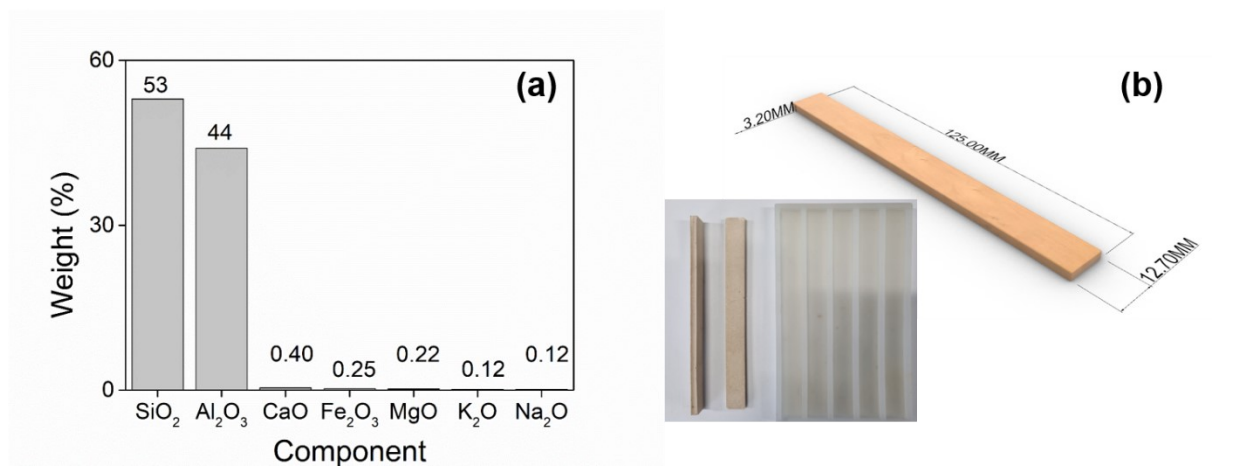 (a)
Weight (%)
60
30
0
53
44
0.40
0.25
0.22
0.12
0.12
SiO₂ Al₂O₃ CaO Fe₂O₃ MgO K₂O Na₂O
Component
(b)
3.20MM
125.00MM
12.70MM